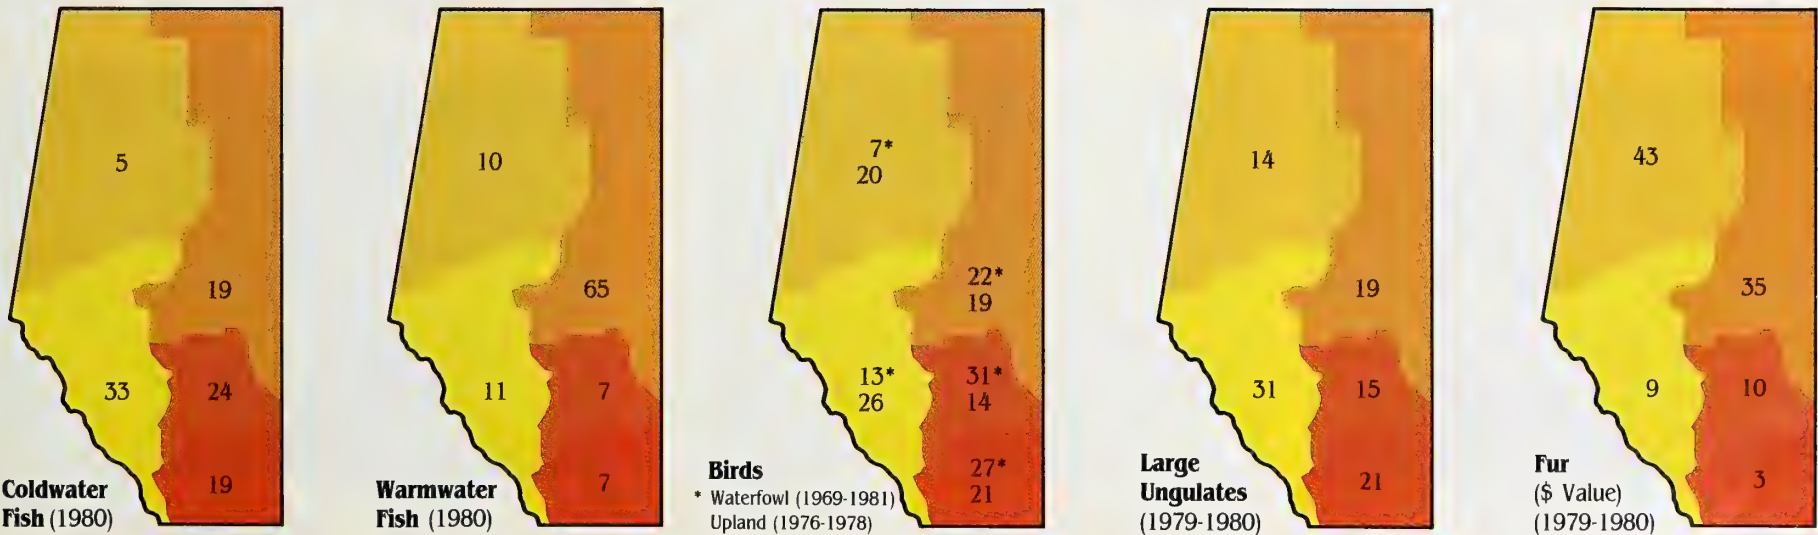 5
19
33
24
19
Coldwater
Fish (1980)
10
65
11
7
7
Warmwater
Fish (1980)
7*
20
22*
19
13*
26
31*
14
27*
21
Birds
* Waterfowl (1969-1981)
Upland (1976-1978)
14
19
31
15
21
Large
Ungulates
(1979-1980)
43
35
9
10
3
Fur
($ Value)
(1979-1980)